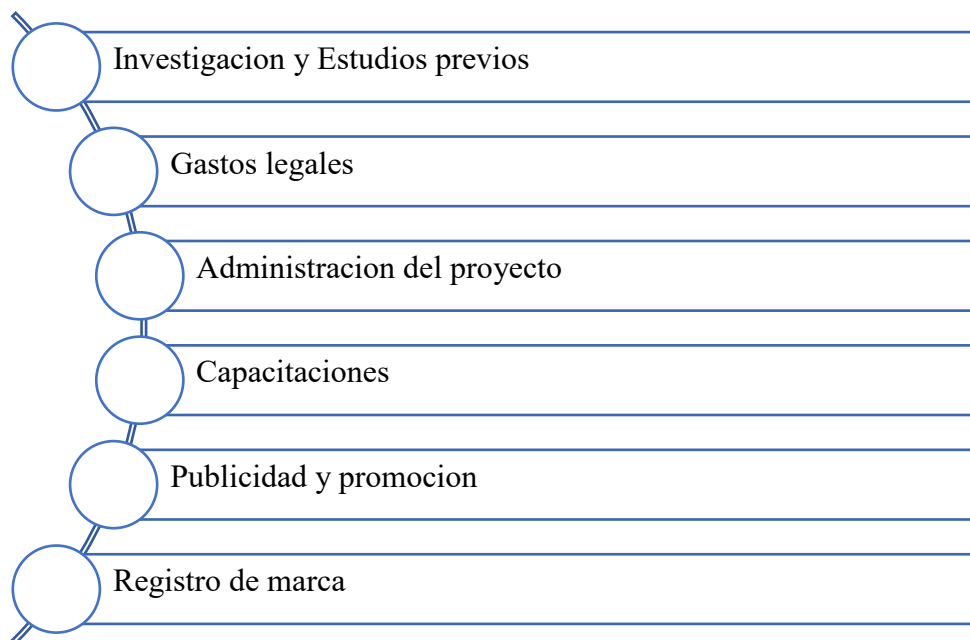 Investigacion y Estudios previos
Gastos legales
Administracion del proyecto
Capacitaciones
Publicidad y promocion
Registro de marca